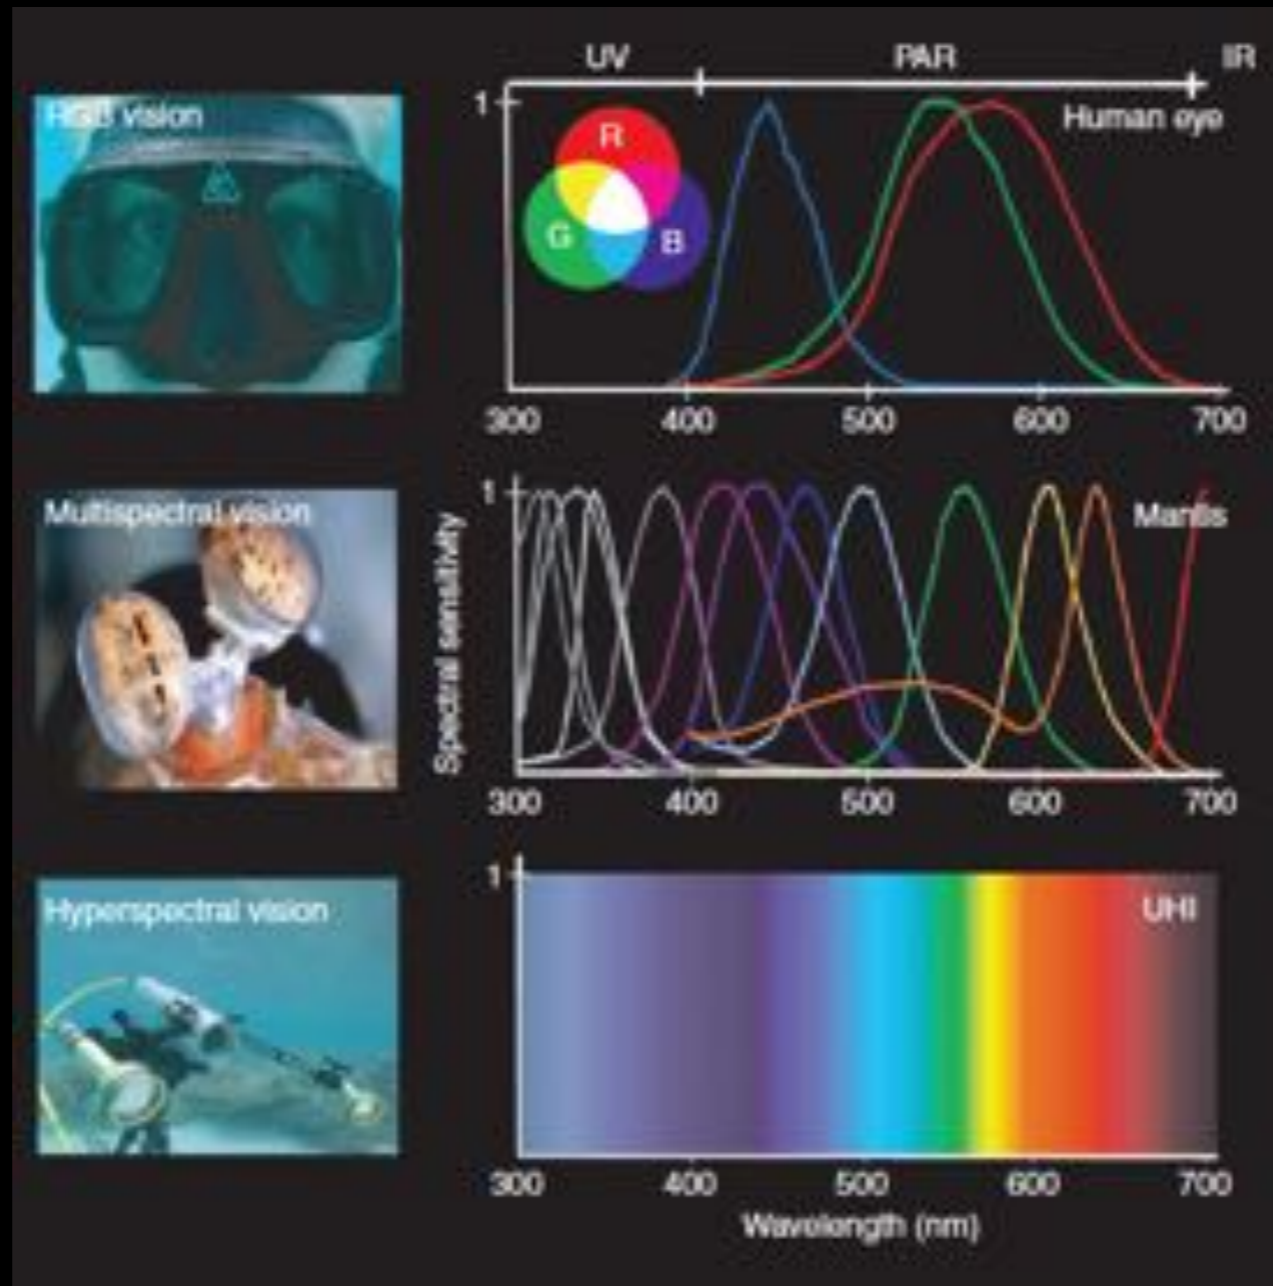 UV PAR IR
RGB vision
1
Human eye
R
G B
300 400 500 600 700
Multispectral vision
1
Mantis
Spectral sensitivity
300 400 500 600 700
Hyperspectral vision
1
UHI
300 400 500 600 700
Wavelength (nm)